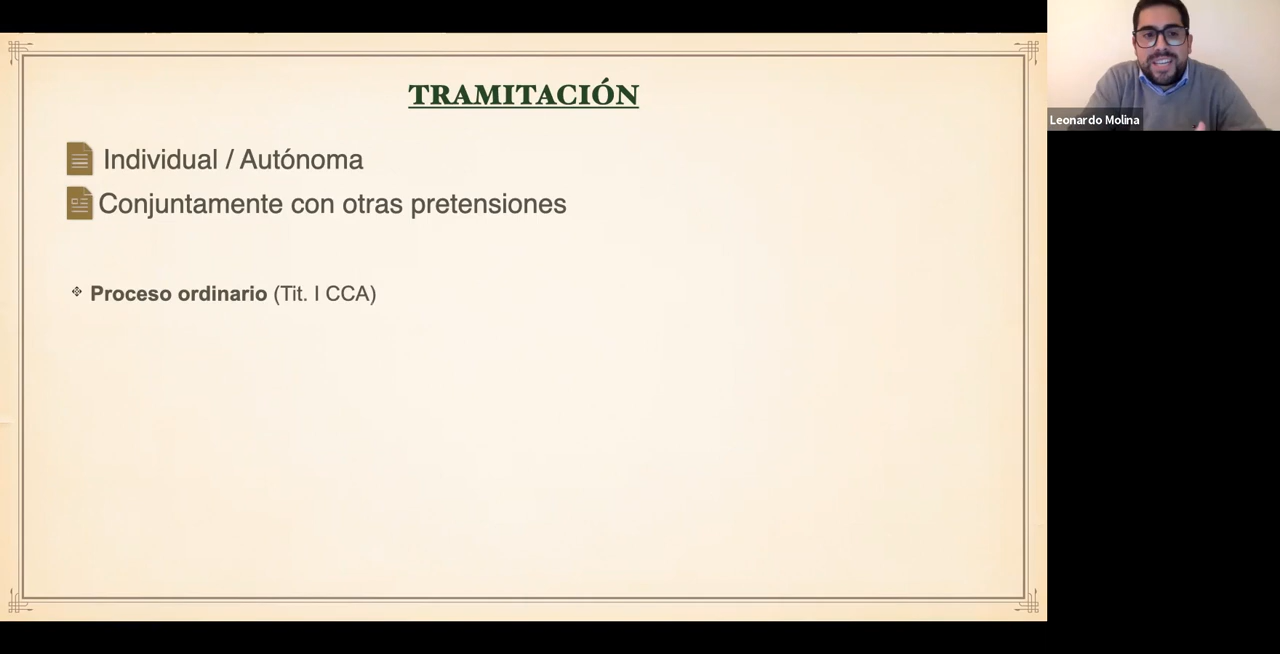 TRAMITACIÓN
Individual / Autónoma
Conjuntamente con otras pretensiones
Proceso ordinario (Tit. I CCA)
Leonardo Molina